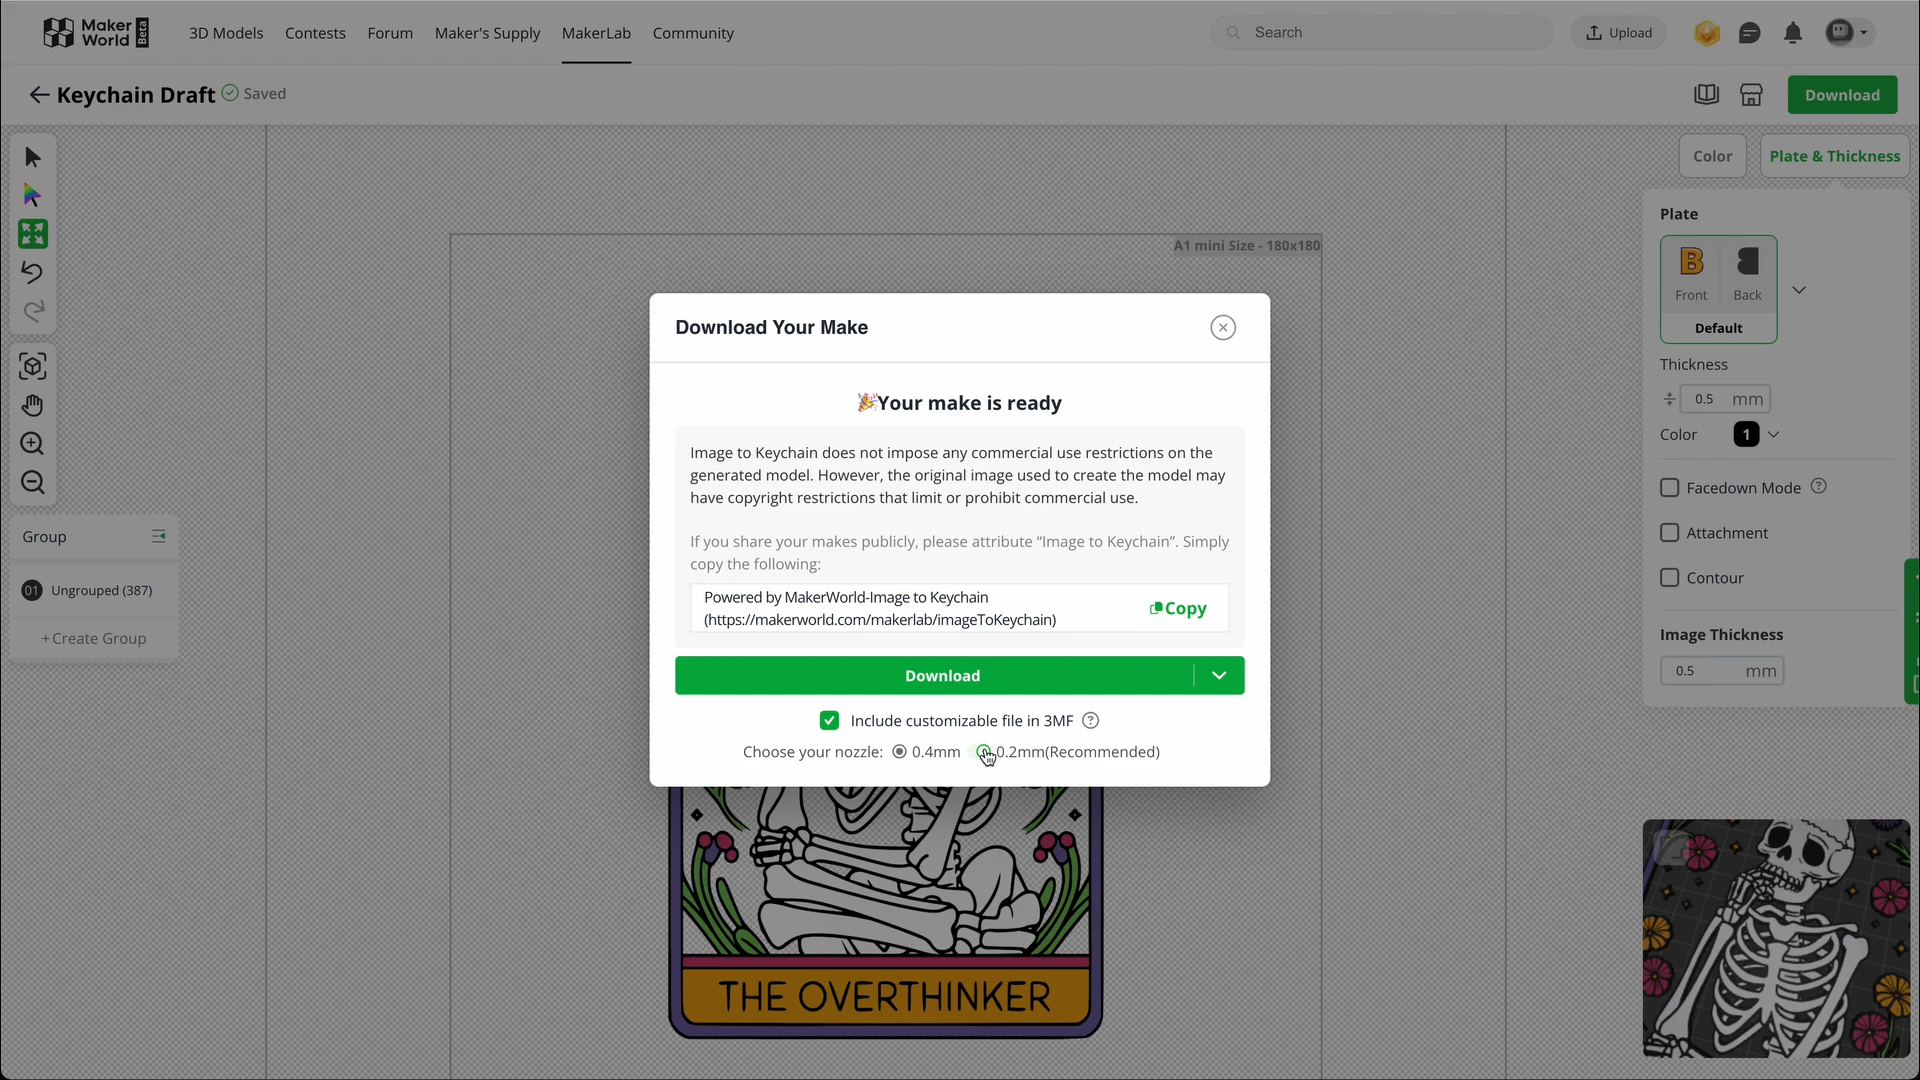 Maker
World
Beta
3D Models
Contests
Forum
Maker's Supply
MakerLab
Community
Search
Upload
Keychain Draft
Saved
Download
Color
Plate & Thickness
A1 mini Size - 180x180
Plate
B
Front
Back
Default
Thickness
0.5 mm
Color
1
Facedown Mode
Attachment
Contour
Image Thickness
0.5 mm
Group
01 Ungrouped (387)
+ Create Group
Download Your Make
Your make is ready
Image to Keychain does not impose any commercial use restrictions on the
generated model. However, the original image used to create the model may
have copyright restrictions that limit or prohibit commercial use.
If you share your makes publicly, please attribute “Image to Keychain”. Simply
copy the following:
Powered by MakerWorld-Image to Keychain
(https://makerworld.com/makerlab/imageToKeychain)
Copy
Download
Include customizable file in 3MF
Choose your nozzle: 0.4mm 0.2mm(Recommended)
THE OVERTHINKER